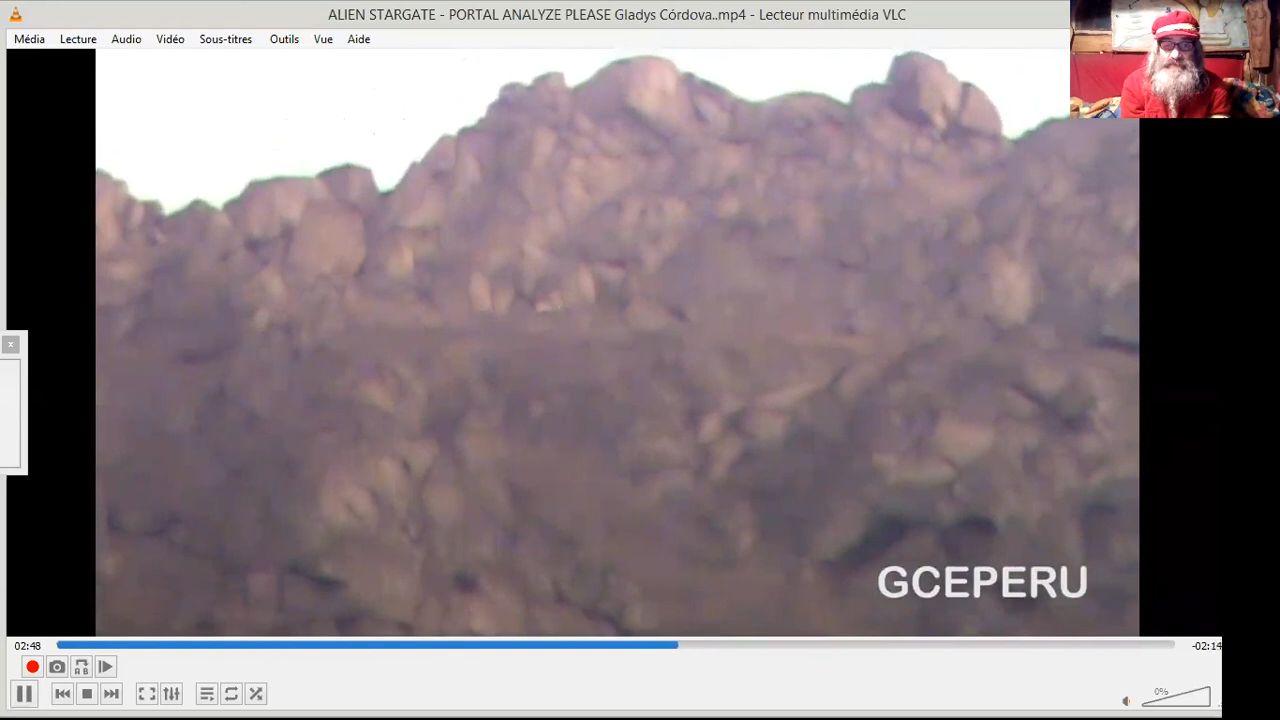 ALIEN STARGATE - PORTAL ANALYZE PLEASE Gladys Córdova..mp4 - Lecteur multimédia VLC
Média Lecture Audio Vidéo Sous-titres Outils Vue Aide
x
GCEPERU
02:48 -02:14
A B
0%